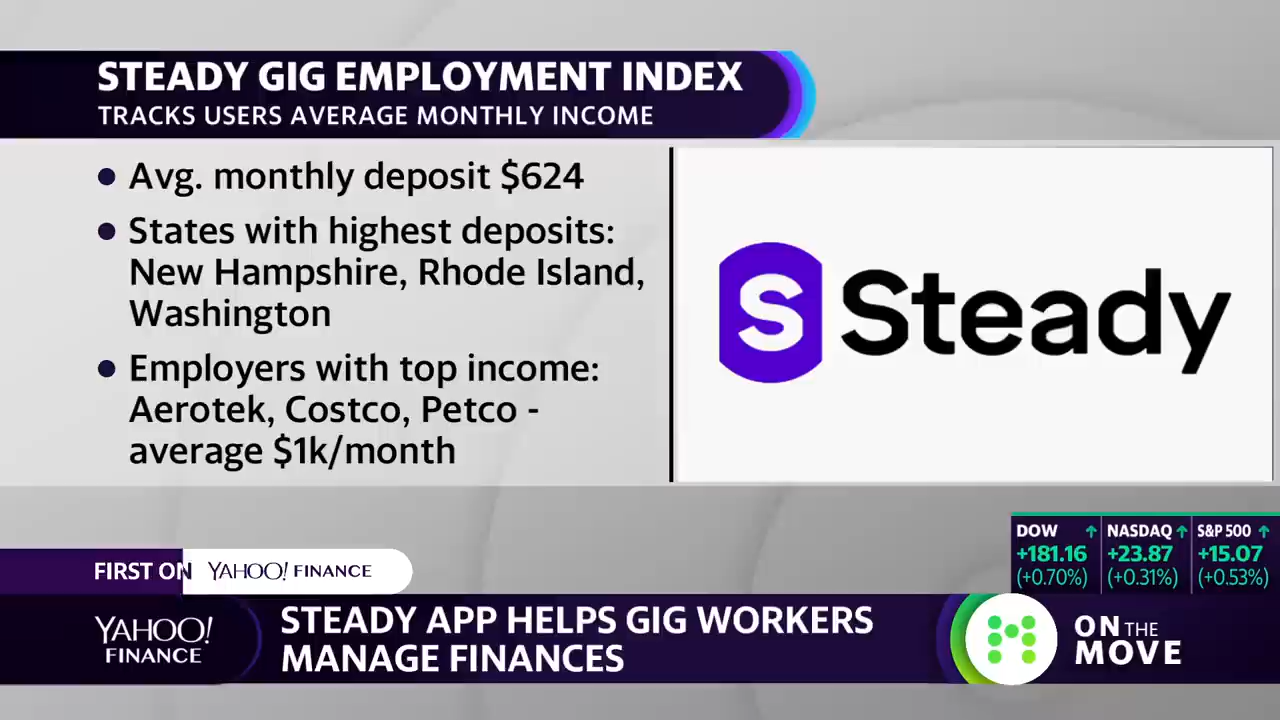 STEADY GIG EMPLOYMENT INDEX
TRACKS USERS AVERAGE MONTHLY INCOME
• Avg. monthly deposit $624
• States with highest deposits:
New Hampshire, Rhode Island,
Washington
• Employers with top income:
Aerotek, Costco, Petco -
average $1k/month
S Steady
DOW ↑ NASDAQ ↑ S&P 500 ↑
+181.16 +23.87 +15.07
(+0.70%) (+0.31%) (+0.53%)
FIRST ON YAHOO! FINANCE
YAHOO!
FINANCE
STEADY APP HELPS GIG WORKERS
MANAGE FINANCES
ON THE
MOVE